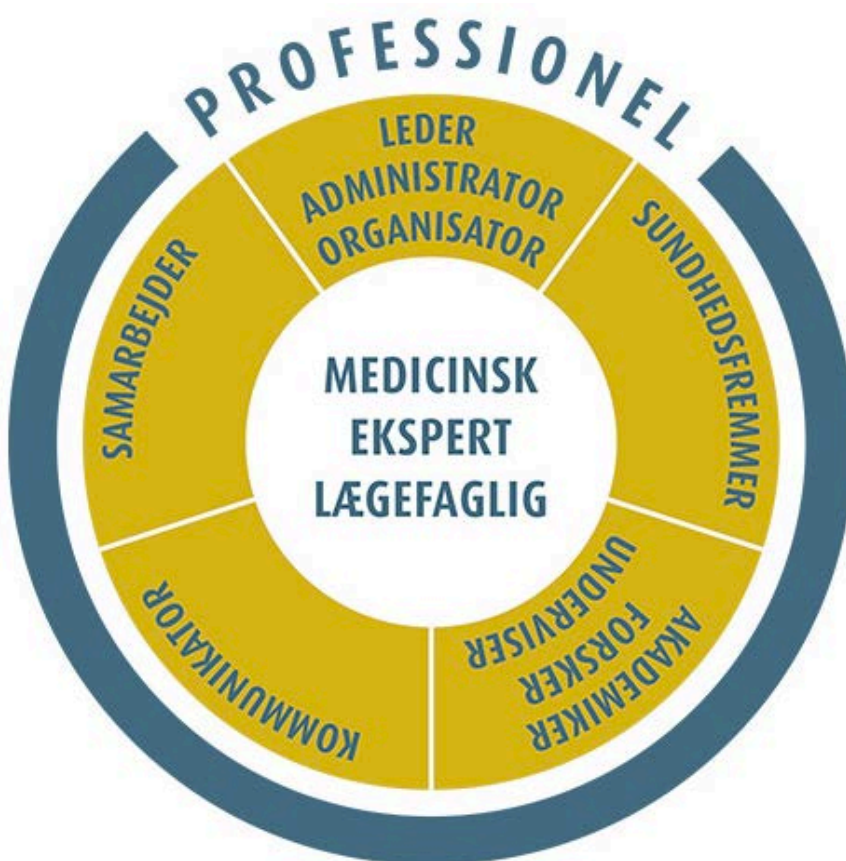 PROFESSIONEL
LEDER
ADMINISTRATOR
ORGANISATOR
SUNDHEDSFREMMER
AKADEMIKER
FORSKER
UNDERVISER
KOMMUNIKATOR
SAMARBEJDER
MEDICINSK
EKSPERT
LÆGEFAGLIG